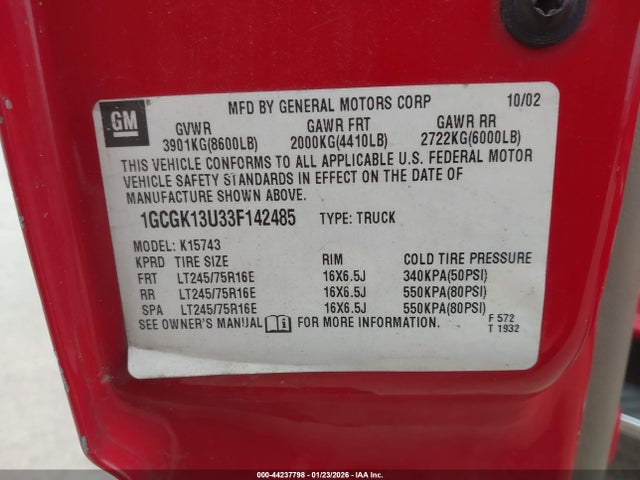 GM
MFD BY GENERAL MOTORS CORP 10/02
GVWR GAWR FRT GAWR RR
3901KG(8600LB) 2000KG(4410LB) 2722KG(6000LB)
THIS VEHICLE CONFORMS TO ALL APPLICABLE U.S. FEDERAL MOTOR
VEHICLE SAFETY STANDARDS IN EFFECT ON THE DATE OF
MANUFACTURE SHOWN ABOVE.
1GCGK13U33F142485 TYPE: TRUCK
MODEL: K15743
KPRD TIRE SIZE RIM COLD TIRE PRESSURE
FRT LT245/75R16E 16X6.5J 340KPA(50PSI)
RR LT245/75R16E 16X6.5J 550KPA(80PSI)
SPA LT245/75R16E 16X6.5J 550KPA(80PSI)
SEE OWNER'S MANUAL i FOR MORE INFORMATION.
F 572
T 1932
000-44237798 - 01/23/2026 - IAA Inc.